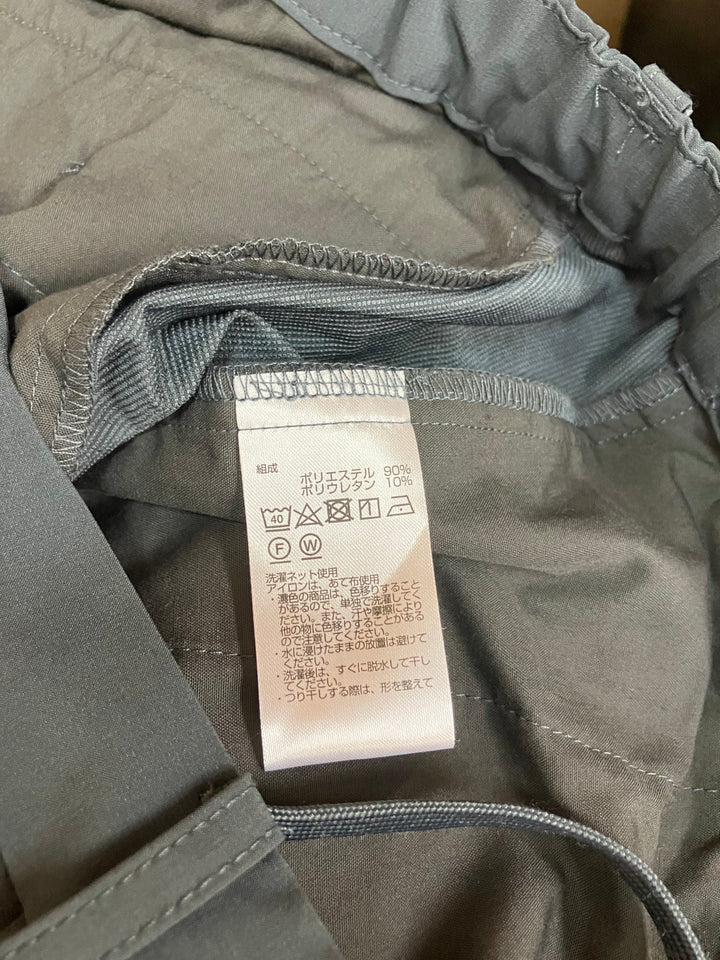 組成
ポリエステル 90%
ポリウレタン 10%
40
F W
洗濯ネット使用
アイロンは、あて布使用
・濃色の商品は、色移りすること
があるので、単独で洗濯してく
ださい。また、汗や摩擦により
他の物に色移りすることがある
ので注意してください。
・水に浸けたままの放置は避けて
ください。
・洗濯後は、すぐに脱水して干し
てください。
・つり干しする際は、形を整えて